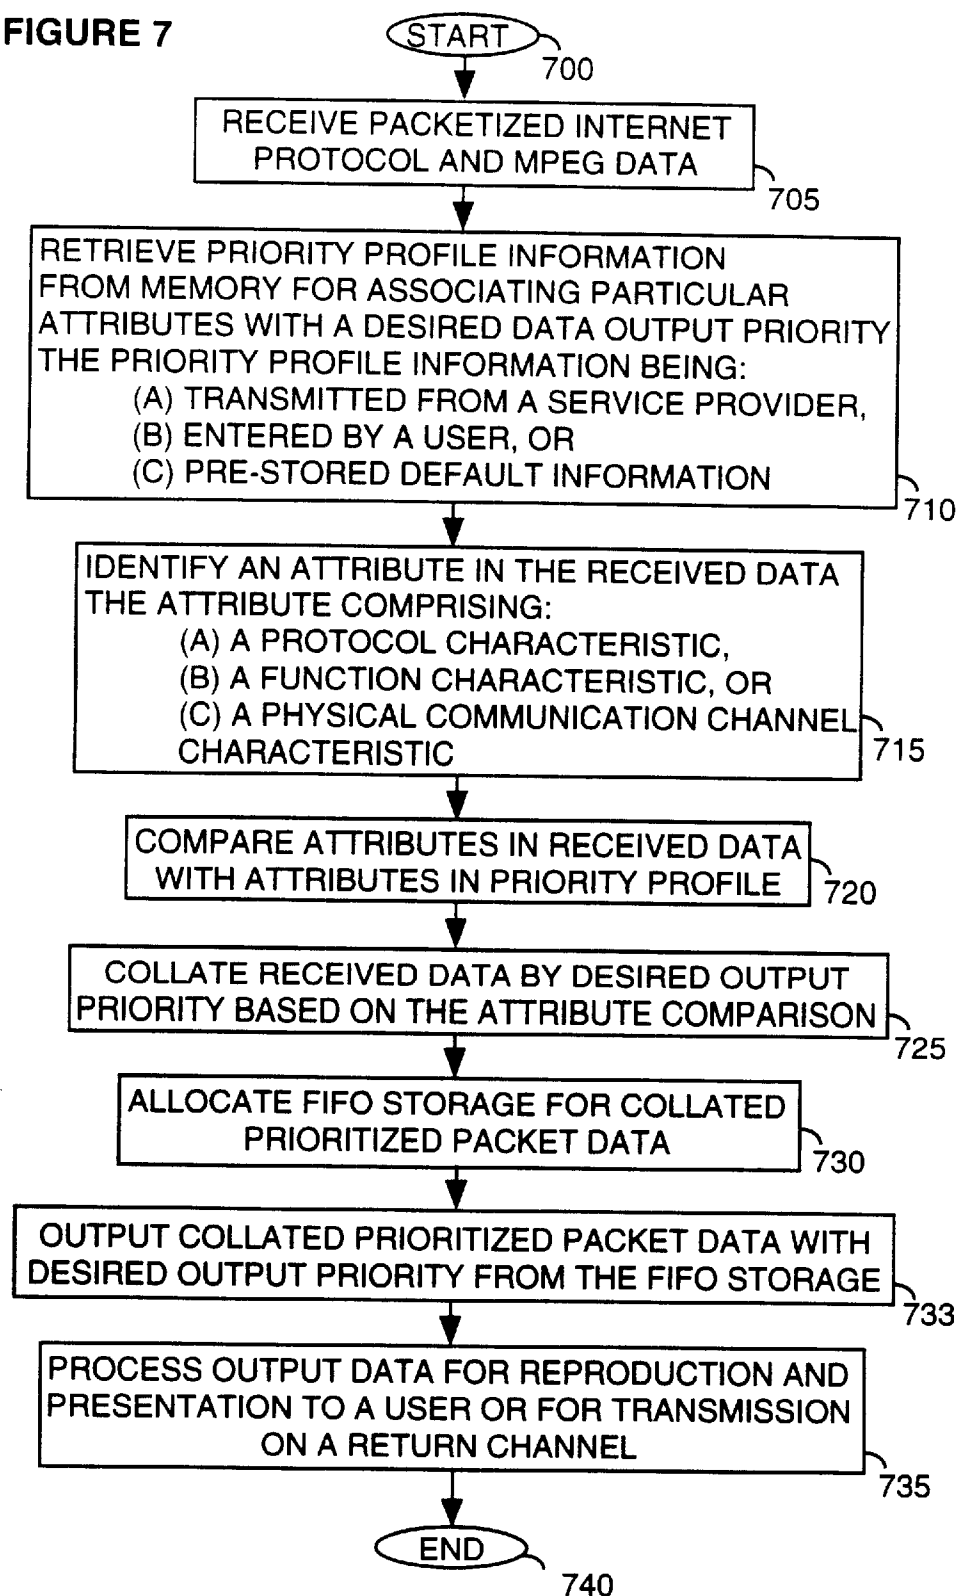 FIGURE 7
START
700
RECEIVE PACKETIZED INTERNET
PROTOCOL AND MPEG DATA
705
RETRIEVE PRIORITY PROFILE INFORMATION
FROM MEMORY FOR ASSOCIATING PARTICULAR
ATTRIBUTES WITH A DESIRED DATA OUTPUT PRIORITY
THE PRIORITY PROFILE INFORMATION BEING:
(A) TRANSMITTED FROM A SERVICE PROVIDER,
(B) ENTERED BY A USER, OR
(C) PRE-STORED DEFAULT INFORMATION
710
IDENTIFY AN ATTRIBUTE IN THE RECEIVED DATA
THE ATTRIBUTE COMPRISING:
(A) A PROTOCOL CHARACTERISTIC,
(B) A FUNCTION CHARACTERISTIC, OR
(C) A PHYSICAL COMMUNICATION CHANNEL
CHARACTERISTIC
715
COMPARE ATTRIBUTES IN RECEIVED DATA
WITH ATTRIBUTES IN PRIORITY PROFILE
720
COLLATE RECEIVED DATA BY DESIRED OUTPUT
PRIORITY BASED ON THE ATTRIBUTE COMPARISON
725
ALLOCATE FIFO STORAGE FOR COLLATED
PRIORITIZED PACKET DATA
730
OUTPUT COLLATED PRIORITIZED PACKET DATA WITH
DESIRED OUTPUT PRIORITY FROM THE FIFO STORAGE
733
PROCESS OUTPUT DATA FOR REPRODUCTION AND
PRESENTATION TO A USER OR FOR TRANSMISSION
ON A RETURN CHANNEL
735
END
740